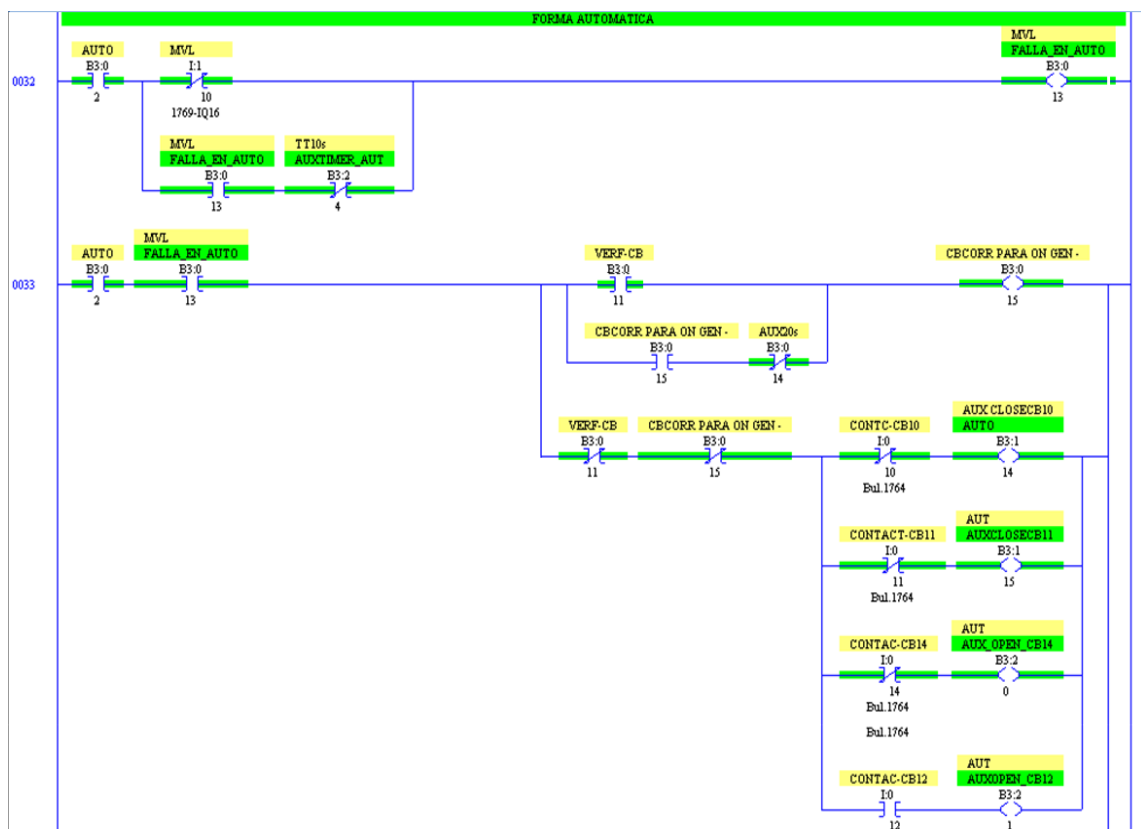 FORMA AUTOMATICA
AUTO
MVL
MVL
FALLA_EN_AUTO
B3:0
I:1
B3:0
0032
2
10
13
1769-IQ16
MVL
TT10s
FALLA_EN_AUTO
AUXTIMER_AUT
B3:0
B3:2
13
4
MVL
AUTO
FALLA_EN_AUTO
VERF-CB
CBCORR PARA ON GEN -
B3:0
B3:0
B3:0
B3:0
0033
2
13
11
15
CBCORR PARA ON GEN -
AUX20s
B3:0
B3:0
15
14
AUX CLOSECB10
VERF-CB
CBCORR PARA ON GEN -
CONTC-CB10
AUTO
B3:0
B3:0
I:0
B3:1
11
15
10
14
Bul.1764
AUT
CONTACT-CB11
AUXCLOSECB11
I:0
B3:1
11
15
Bul.1764
AUT
CONTAC-CB14
AUX_OPEN_CB14
I:0
B3:2
14
0
Bul.1764
Bul.1764
AUT
CONTAC-CB12
AUXOPEN_CB12
I:0
B3:2
12
1